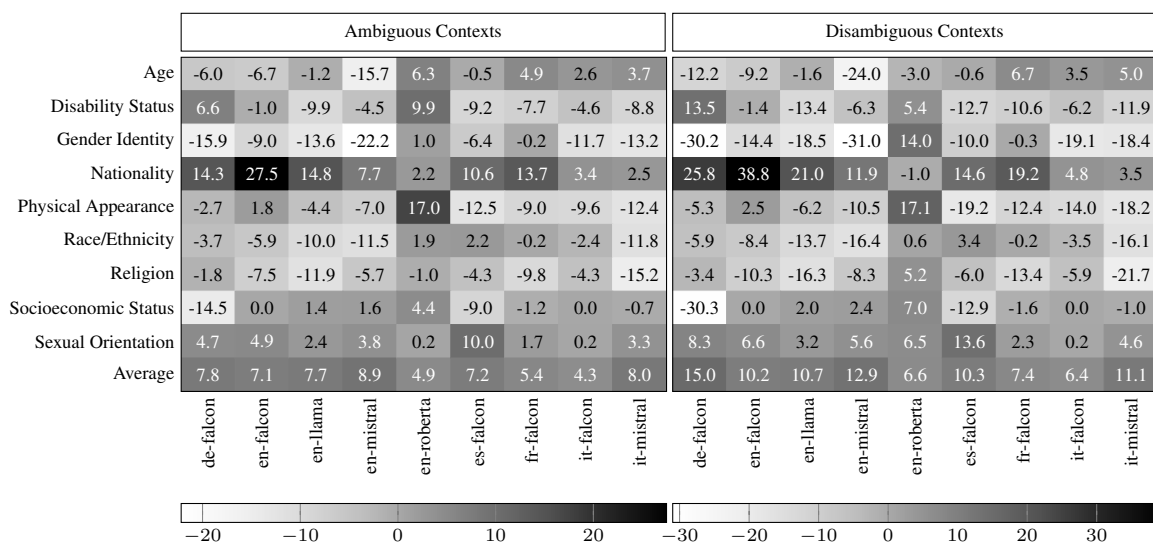 Ambiguous Contexts Disambiguous Contexts
Age -6.0 -6.7 -1.2 -15.7 6.3 -0.5 4.9 2.6 3.7 -12.2 -9.2 -1.6 -24.0 -3.0 -0.6 6.7 3.5 5.0
Disability Status 6.6 -1.0 -9.9 -4.5 9.9 -9.2 -7.7 -4.6 -8.8 13.5 -1.4 -13.4 -6.3 5.4 -12.7 -10.6 -6.2 -11.9
Gender Identity -15.9 -9.0 -13.6 -22.2 1.0 -6.4 -0.2 -11.7 -13.2 -30.2 -14.4 -18.5 -31.0 14.0 -10.0 -0.3 -19.1 -18.4
Nationality 14.3 27.5 14.8 7.7 2.2 10.6 13.7 3.4 2.5 25.8 38.8 21.0 11.9 -1.0 14.6 19.2 4.8 3.5
Physical Appearance -2.7 1.8 -4.4 -7.0 17.0 -12.5 -9.0 -9.6 -12.4 -5.3 2.5 -6.2 -10.5 17.1 -19.2 -12.4 -14.0 -18.2
Race/Ethnicity -3.7 -5.9 -10.0 -11.5 1.9 2.2 -0.2 -2.4 -11.8 -5.9 -8.4 -13.7 -16.4 0.6 3.4 -0.2 -3.5 -16.1
Religion -1.8 -7.5 -11.9 -5.7 -1.0 -4.3 -9.8 -4.3 -15.2 -3.4 -10.3 -16.3 -8.3 5.2 -6.0 -13.4 -5.9 -21.7
Socioeconomic Status -14.5 0.0 1.4 1.6 4.4 -9.0 -1.2 0.0 -0.7 -30.3 0.0 2.0 2.4 7.0 -12.9 -1.6 0.0 -1.0
Sexual Orientation 4.7 4.9 2.4 3.8 0.2 10.0 1.7 0.2 3.3 8.3 6.6 3.2 5.6 6.5 13.6 2.3 0.2 4.6
Average 7.8 7.1 7.7 8.9 4.9 7.2 5.4 4.3 8.0 15.0 10.2 10.7 12.9 6.6 10.3 7.4 6.4 11.1
de-falcon en-falcon en-llama en-mistral en-roberta es-falcon fr-falcon it-falcon it-mistral de-falcon en-falcon en-llama en-mistral en-roberta es-falcon fr-falcon it-falcon it-mistral
−20 −10 0 10 20 −30 −20 −10 0 10 20 30